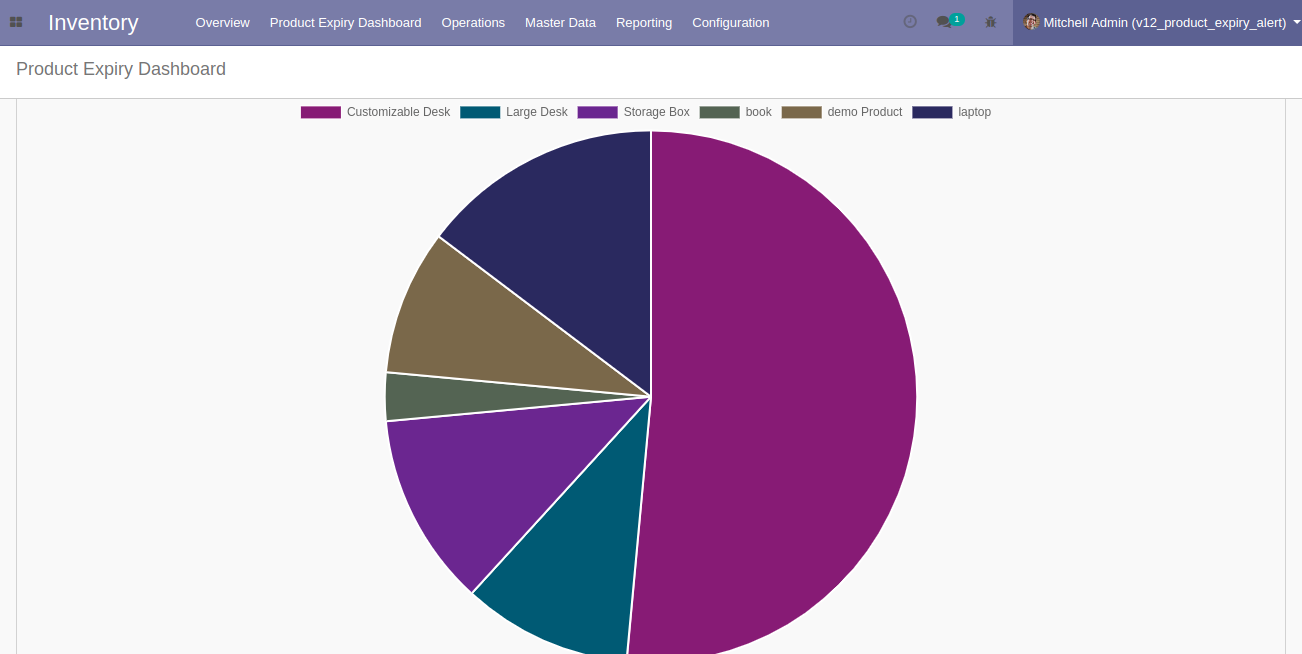 Inventory Overview Product Expiry Dashboard Operations Master Data Reporting Configuration 1 Mitchell Admin (v12_product_expiry_alert)
Product Expiry Dashboard
Customizable Desk Large Desk Storage Box book demo Product laptop